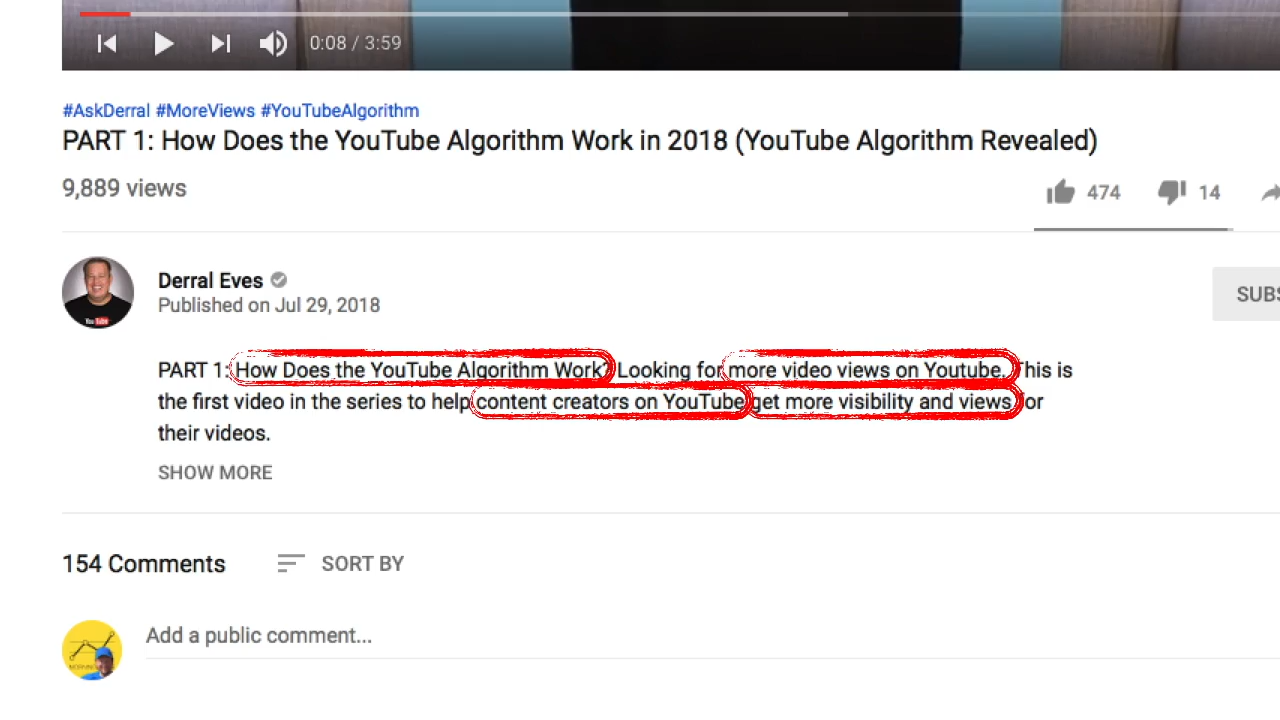 0:08 / 3:59
#AskDerral #MoreViews #YouTubeAlgorithm
PART 1: How Does the YouTube Algorithm Work in 2018 (YouTube Algorithm Revealed)
9,889 views
474 14
Derral Eves
Published on Jul 29, 2018
You Tube
SUBS
PART 1: How Does the YouTube Algorithm Work? Looking for more video views on Youtube. This is
the first video in the series to help content creators on YouTube get more visibility and views for
their videos.
SHOW MORE
154 Comments SORT BY
Add a public comment...